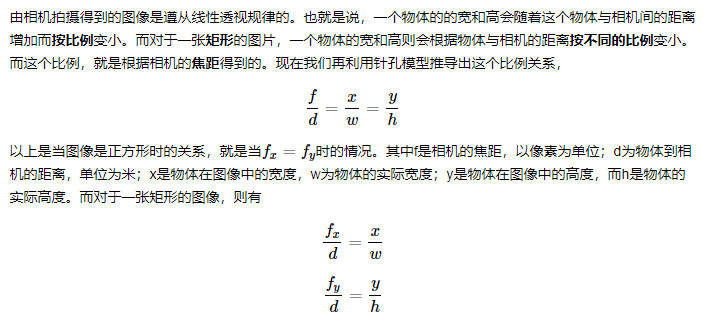 由相机拍摄得到的图像是遵从线性透视规律的。也就是说，一个物体的的宽和高会随着这个物体与相机间的距离
增加而按比例变小。而对于一张矩形的图片，一个物体的宽和高则会根据物体与相机的距离按不同的比例变小。
而这个比例，就是根据相机的焦距得到的。现在我们再利用针孔模型推导出这个比例关系，
f/d = x/w = y/h
以上是当图像是正方形时的关系，就是当f_x = f_y时的情况。其中f是相机的焦距，以像素为单位；d为物体到相
机的距离，单位为米；x是物体在图像中的宽度，w为物体的实际宽度；y是物体在图像中的高度，而h是物体的
实际高度。而对于一张矩形的图像，则有
f_x/d = x/w
f_y/d = y/h